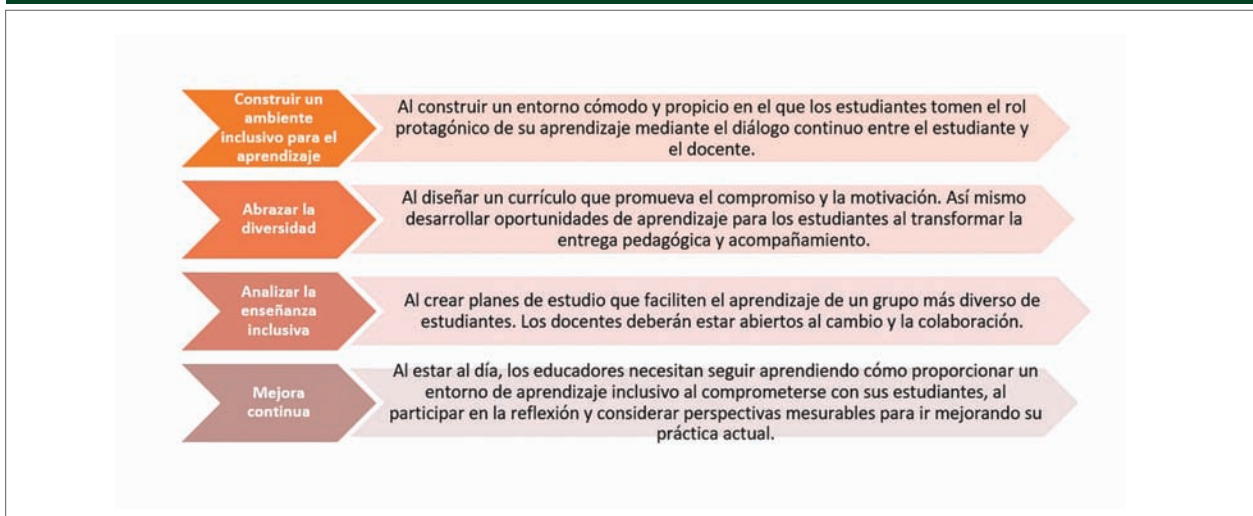 Construir un
ambiente
inclusivo para el
aprendizaje
Al construir un entorno cómodo y propicio en el que los estudiantes tomen el rol
protagónico de su aprendizaje mediante el diálogo continuo entre el estudiante y
el docente.
Abrazar la
diversidad
Al diseñar un currículo que promueva el compromiso y la motivación. Así mismo
desarrollar oportunidades de aprendizaje para los estudiantes al transformar la
entrega pedagógica y acompañamiento.
Analizar la
enseñanza
inclusiva
Al crear planes de estudio que faciliten el aprendizaje de un grupo más diverso de
estudiantes. Los docentes deberán estar abiertos al cambio y la colaboración.
Mejora
continua
Al estar al día, los educadores necesitan seguir aprendiendo cómo proporcionar un
entorno de aprendizaje inclusivo al comprometerse con sus estudiantes, al
participar en la reflexión y considerar perspectivas mesurables para ir mejorando su
práctica actual.